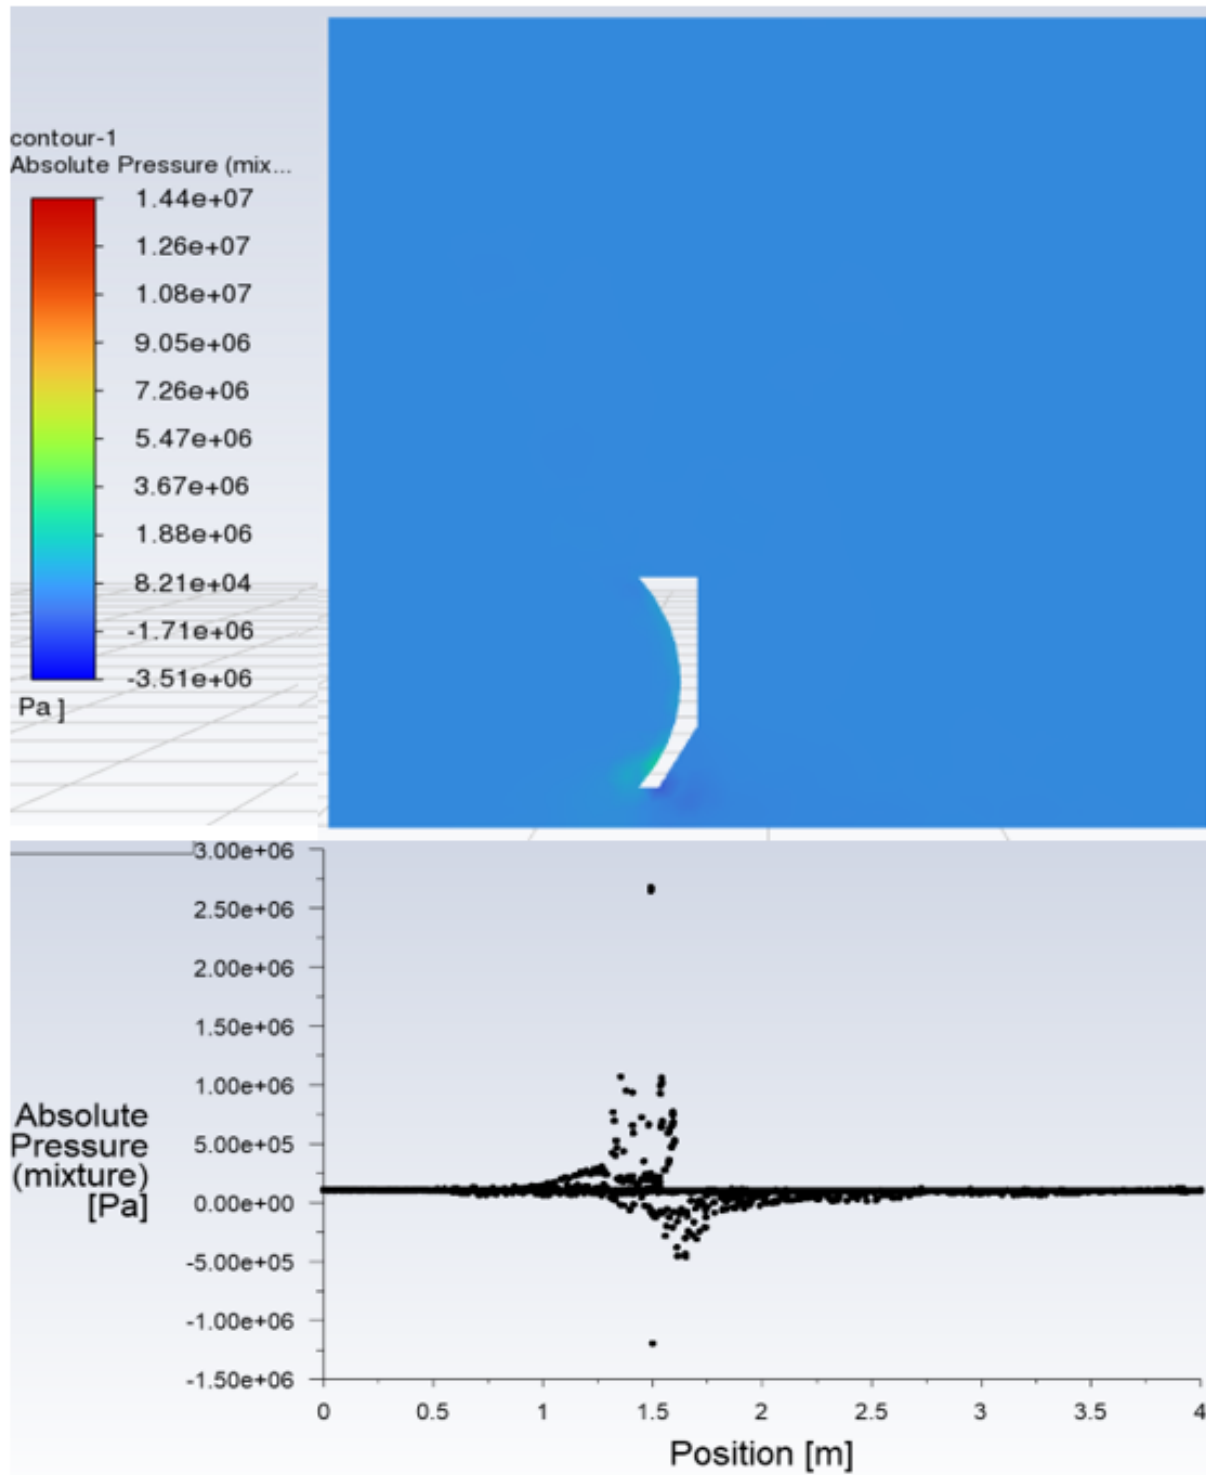 contour-1
Absolute Pressure (mix...
1.44e+07
1.26e+07
1.08e+07
9.05e+06
7.26e+06
5.47e+06
3.67e+06
1.88e+06
8.21e+04
-1.71e+06
-3.51e+06
Pa ]
3.00e+06
2.50e+06
2.00e+06
1.50e+06
1.00e+06
5.00e+05
0.00e+00
-5.00e+05
-1.00e+06
-1.50e+06
Absolute
Pressure
(mixture)
[Pa]
0 0.5 1 1.5 2 2.5 3 3.5 4
Position [m]